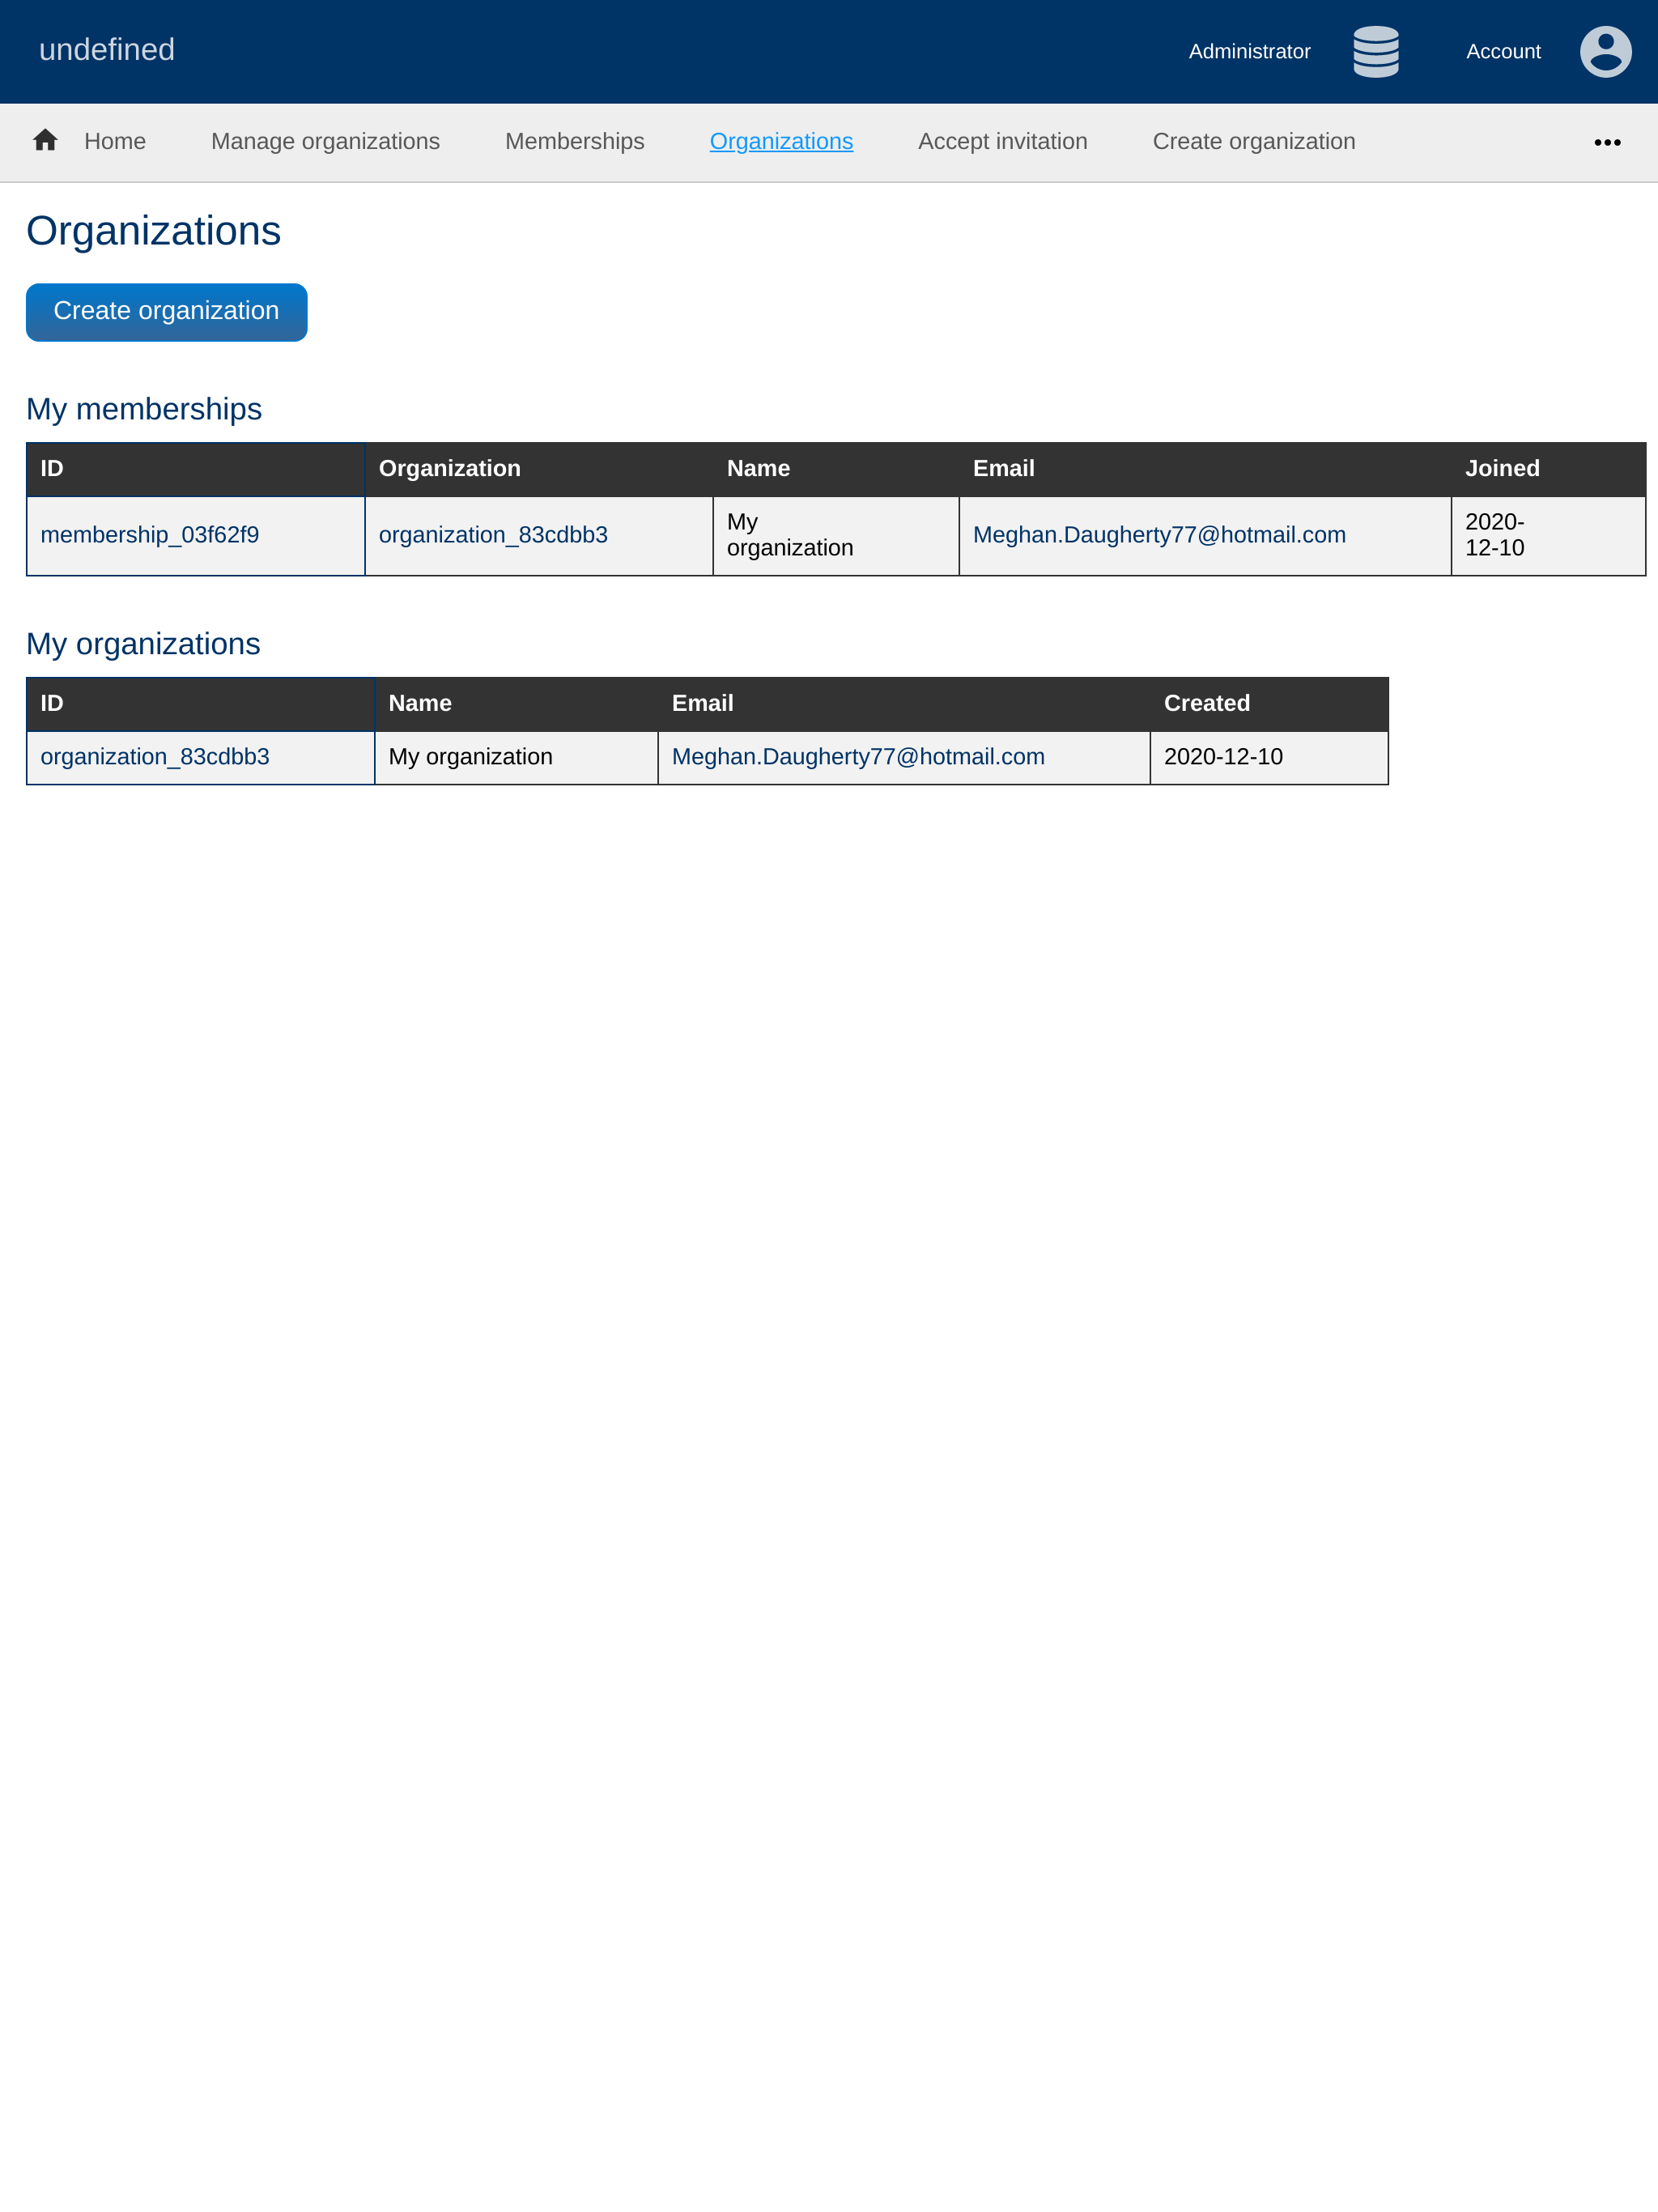 undefined
Administrator
Account
Home
Manage organizations
Memberships
Organizations
Accept invitation
Create organization
Organizations
Create organization
My memberships
ID Organization Name Email Joined
membership_03f62f9 organization_83cdbb3 My organization Meghan.Daugherty77@hotmail.com 2020-12-10
My organizations
ID Name Email Created
organization_83cdbb3 My organization Meghan.Daugherty77@hotmail.com 2020-12-10